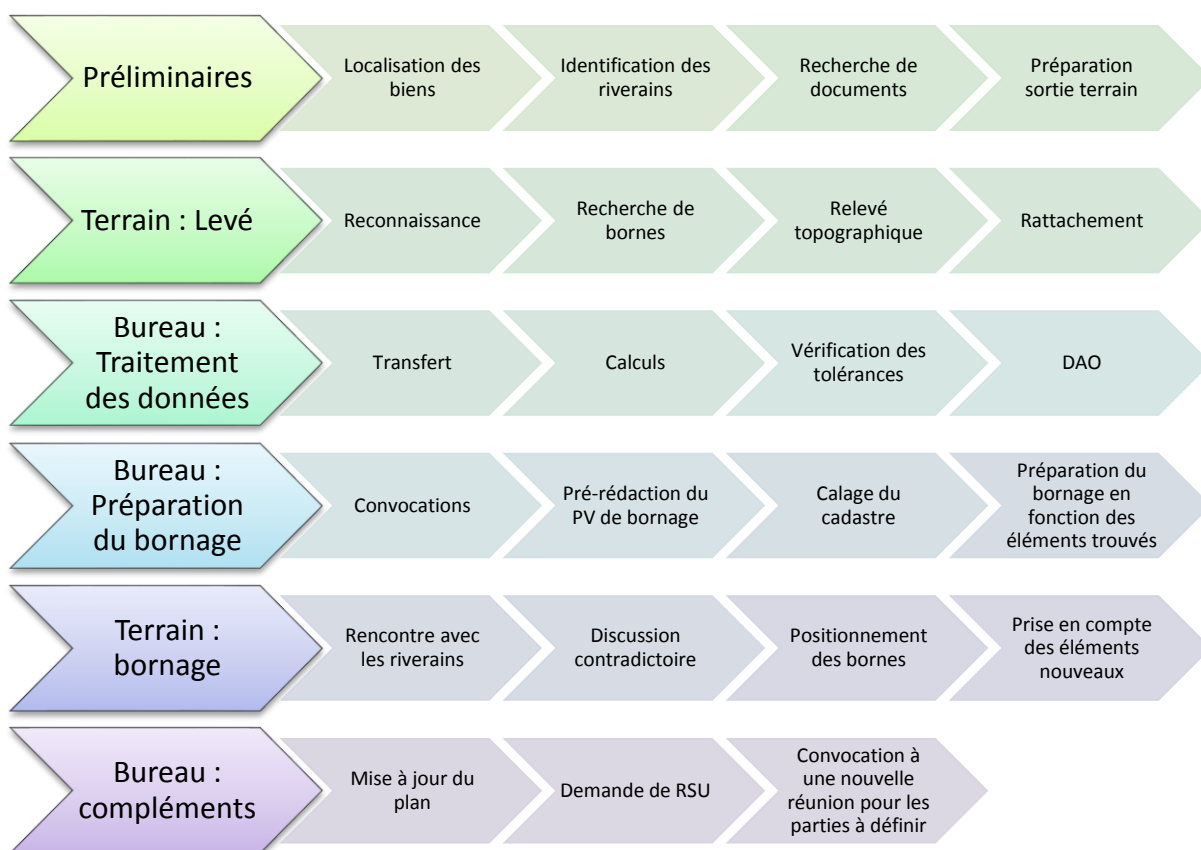 Préliminaires
Localisation des
biens
Identification des
riverains
Recherche de
documents
Préparation
sortie terrain
Terrain : Levé
Reconnaissance
Recherche de
bornes
Relevé
topographique
Rattachement
Bureau :
Traitement
des données
Transfert
Calculs
Vérification des
tolérances
DAO
Bureau :
Préparation
du bornage
Convocations
Pré-rédaction du
PV de bornage
Calage du
cadastre
Préparation du
bornage en
fonction des
éléments trouvés
Terrain :
bornage
Rencontre avec
les riverains
Discussion
contradictoire
Positionnement
des bornes
Prise en compte
des éléments
nouveaux
Bureau :
compléments
Mise à jour du
plan
Demande de RSU
Convocation à
une nouvelle
réunion pour les
parties à définir